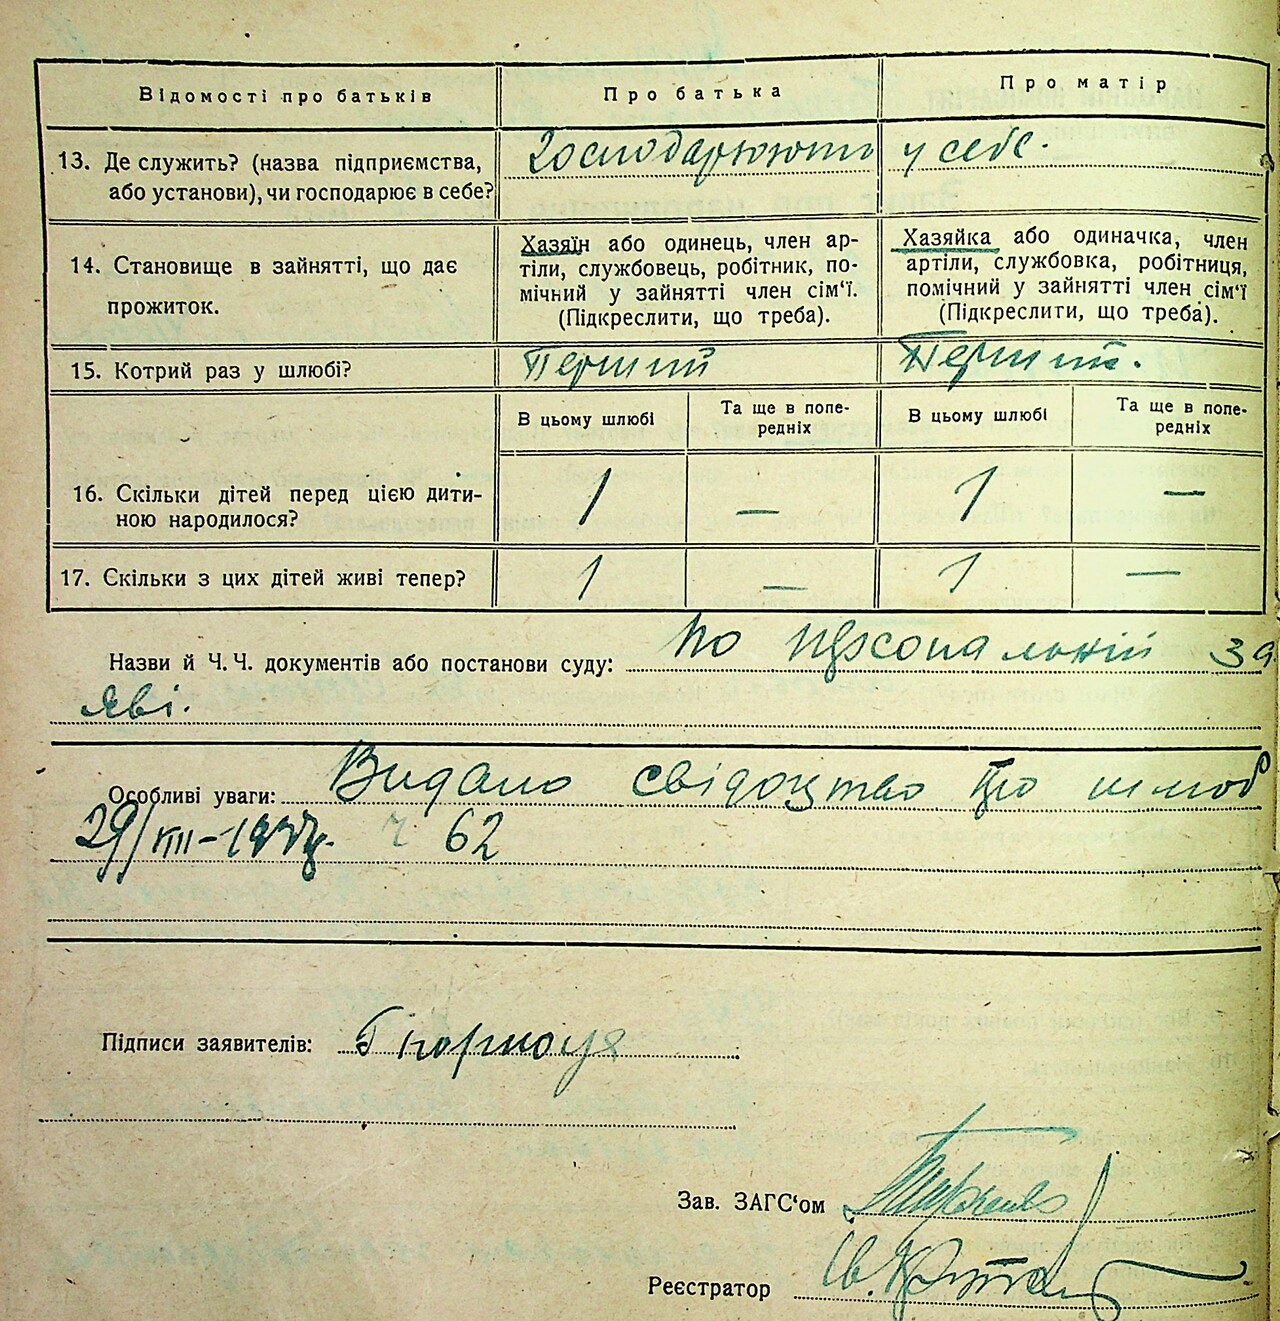 Відомості про батьків
Про батька
Про матір
13. Де служить? (назва підприємства, або установи), чи господарює в себе?
Господарюють у себе.
14. Становище в зайнятті, що дає прожиток.
Хазяїн або одинець, член ар-
тіли, службовець, робітник, по-
мічний у зайнятті член сім'ї.
(Підкреслити, що треба).
Хазяйка або одиначка, член
артіли, службовка, робітниця,
помічний у зайнятті член сім'ї
(Підкреслити, що треба).
15. Котрий раз у шлюбі?
Перший
Перший.
В цьому шлюбі
Та ще в попе-
редніх
В цьому шлюбі
Та ще в попе-
редніх
16. Скільки дітей перед цією дити-
ною народилося?
1 — 1 —
17. Скільки з цих дітей живі тепер?
1 — 1 —
Назви й Ч. Ч. документів або постанови суду: По персональній за
яві.
Особливі уваги: Видано свідоцтво про шлюб
29/VIII- ч 62
Підписи заявителів:
Зав. ЗАГС'ом
Реєстратор